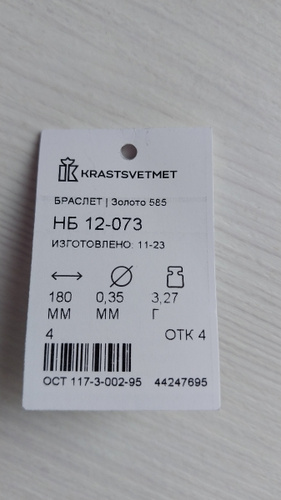 KRASTSVETMET
БРАСЛЕТ | Золото 585
НБ 12-073
ИЗГОТОВЛЕНО: 11-23
180 0,35 3,27
ММ ММ Г
4 ОТК 4
ОСТ 117-3-002-95 44247695